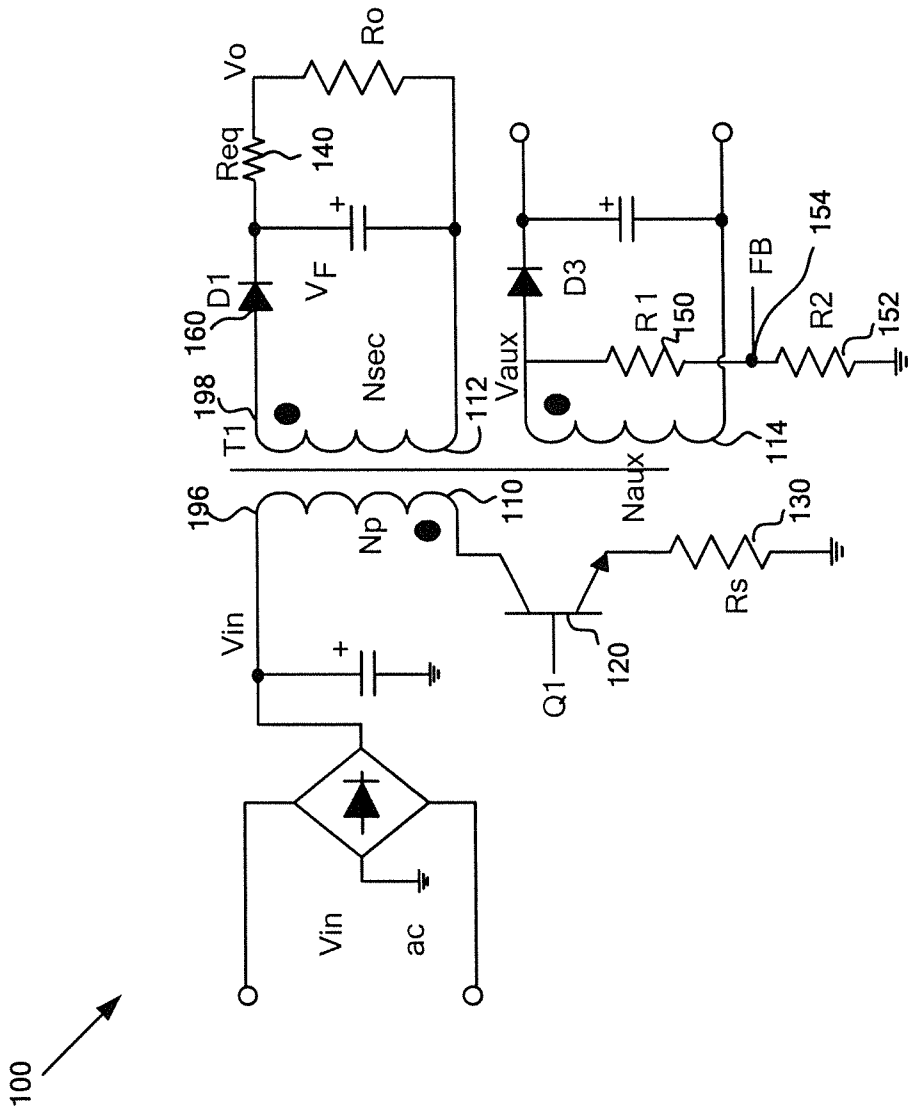 100
Vin
ac
Vin
196
Np
110
Q1
120
Rs
130
T1
198
160
D1
VF
Nsec
112
Req
140
Vo
Ro
Naux
114
Vaux
D3
R1
150
154
FB
R2
152
+
+
+